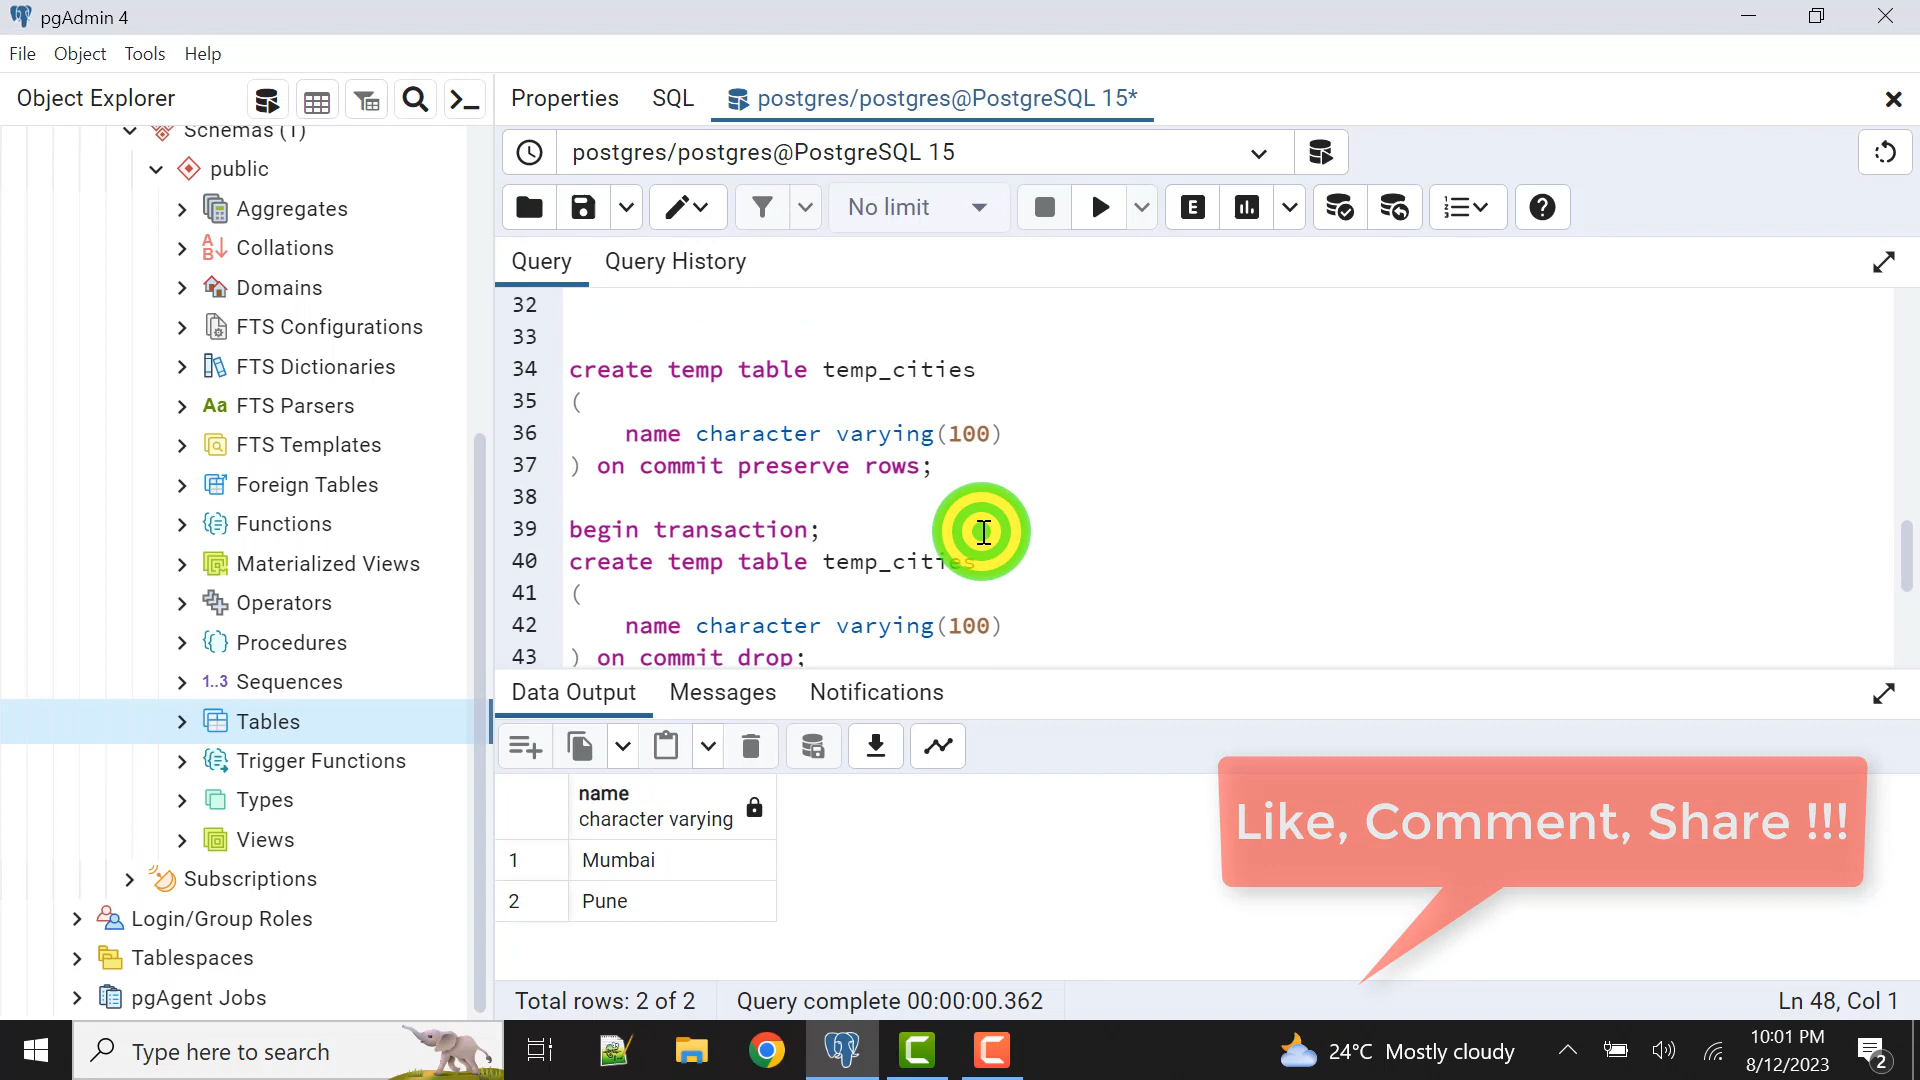 pgAdmin 4
File Object Tools Help
Object Explorer
Properties SQL postgres/postgres@PostgreSQL 15*
postgres/postgres@PostgreSQL 15
No limit
E
Query Query History
Schemas (1)
public
Aggregates
Collations
Domains
FTS Configurations
FTS Dictionaries
Aa FTS Parsers
FTS Templates
Foreign Tables
Functions
Materialized Views
Operators
Procedures
1..3 Sequences
Tables
Trigger Functions
Types
Views
Subscriptions
Login/Group Roles
Tablespaces
pgAgent Jobs
32
33
34 create temp table temp_cities
35 (
36 name character varying(100)
37 ) on commit preserve rows;
38
39 begin transaction;
40 create temp table temp_cities
41 (
42 name character varying(100)
43 ) on commit drop;
Data Output Messages Notifications
name
character varying
1 Mumbai
2 Pune
Like, Comment, Share !!!
Total rows: 2 of 2 Query complete 00:00:00.362 Ln 48, Col 1
Type here to search
24°C Mostly cloudy
10:01 PM
8/12/2023
2